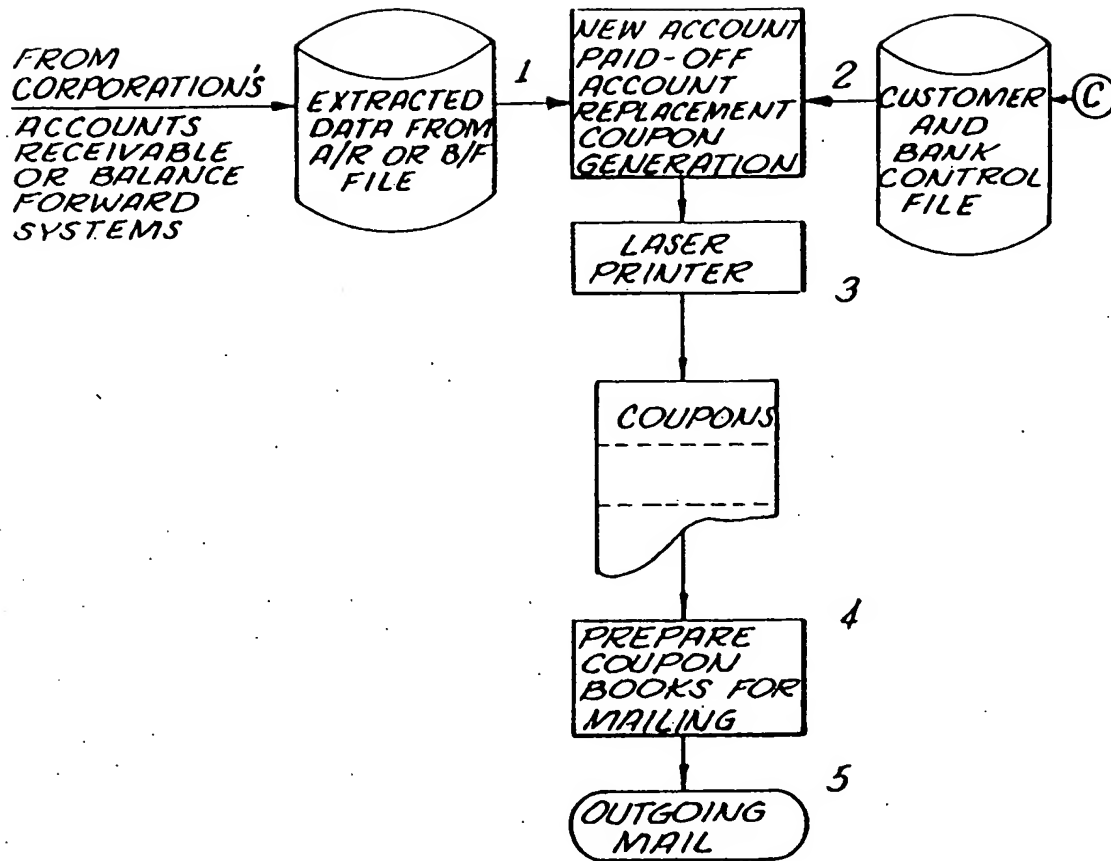 FROM
CORPORATION'S
ACCOUNTS
RECEIVABLE
OR BALANCE
FORWARD
SYSTEMS
EXTRACTED
DATA FROM
A/R OR B/F
FILE
1
NEW ACCOUNT
PAID-OFF
ACCOUNT
REPLACEMENT
COUPON
GENERATION
2
CUSTOMER
AND
BANK
CONTROL
FILE
C
LASER
PRINTER
3
COUPONS
4
PREPARE
COUPON
BOOKS FOR
MAILING
5
OUTGOING
MAIL